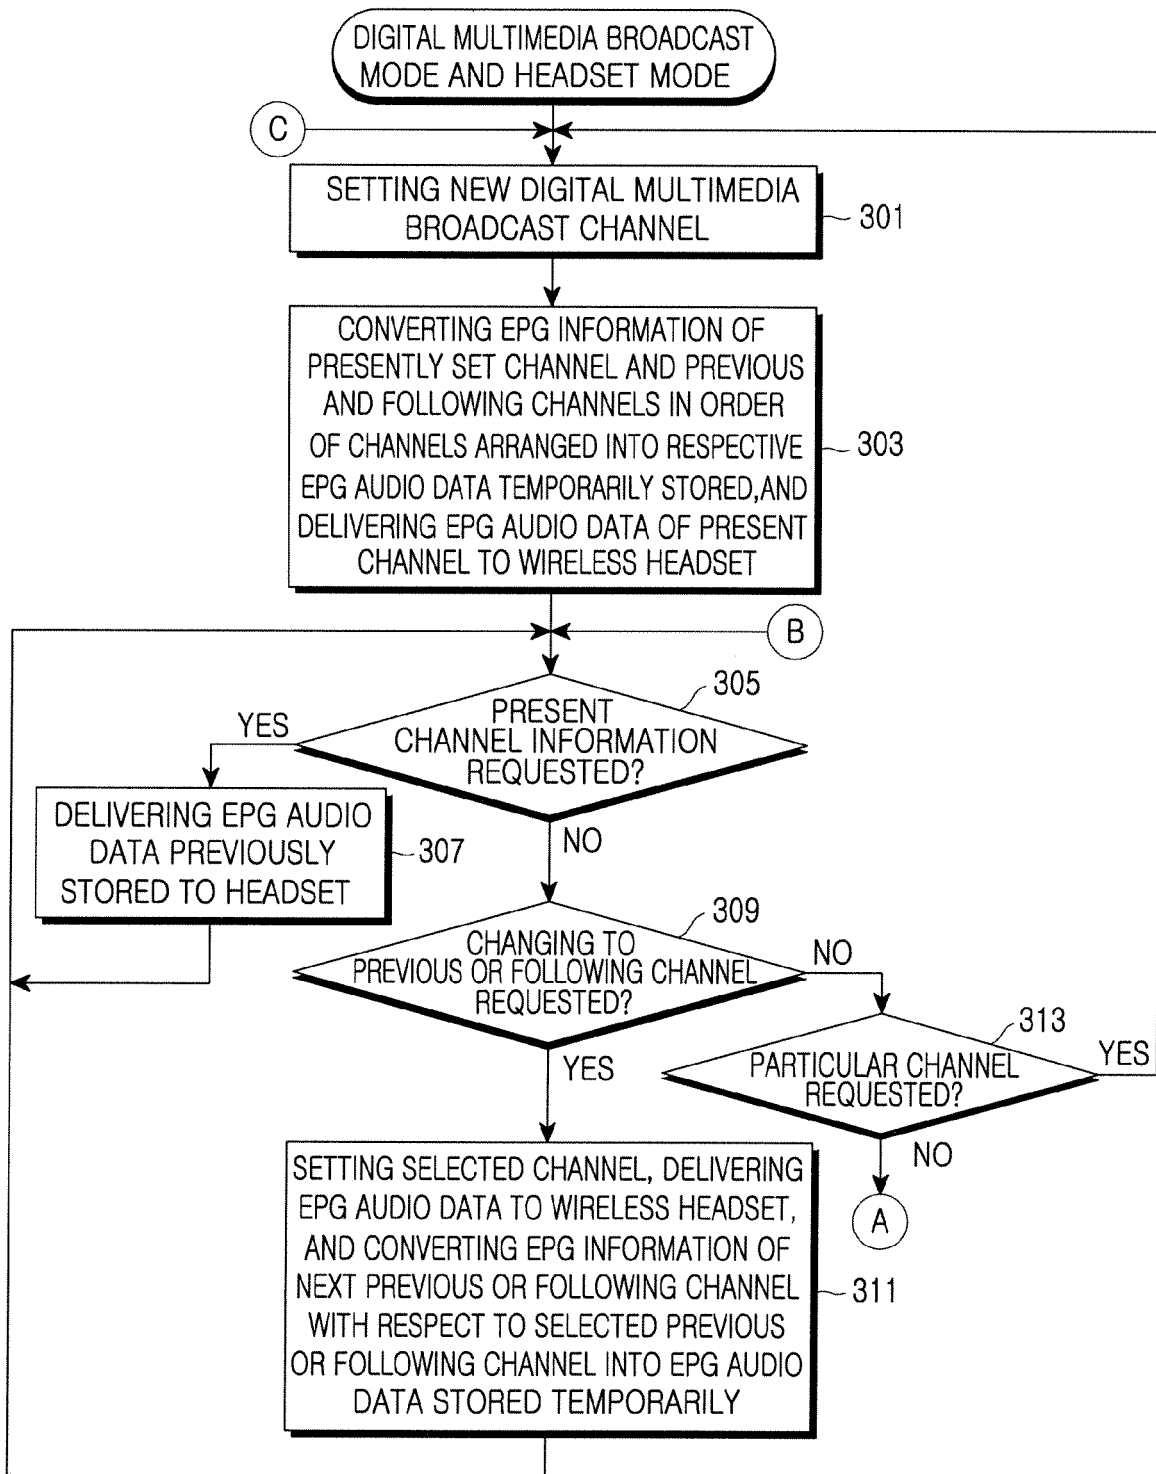 DIGITAL MULTIMEDIA BROADCAST
MODE AND HEADSET MODE
C
SETTING NEW DIGITAL MULTIMEDIA
BROADCAST CHANNEL
301
CONVERTING EPG INFORMATION OF
PRESENTLY SET CHANNEL AND PREVIOUS
AND FOLLOWING CHANNELS IN ORDER
OF CHANNELS ARRANGED INTO RESPECTIVE
EPG AUDIO DATA TEMPORARILY STORED,AND
DELIVERING EPG AUDIO DATA OF PRESENT
CHANNEL TO WIRELESS HEADSET
303
B
305
PRESENT
CHANNEL INFORMATION
REQUESTED?
YES
NO
DELIVERING EPG AUDIO
DATA PREVIOUSLY
STORED TO HEADSET
307
309
CHANGING TO
PREVIOUS OR FOLLOWING CHANNEL
REQUESTED?
NO
YES
313
PARTICULAR CHANNEL
REQUESTED?
YES
NO
A
SETTING SELECTED CHANNEL, DELIVERING
EPG AUDIO DATA TO WIRELESS HEADSET,
AND CONVERTING EPG INFORMATION OF
NEXT PREVIOUS OR FOLLOWING CHANNEL
WITH RESPECT TO SELECTED PREVIOUS
OR FOLLOWING CHANNEL INTO EPG AUDIO
DATA STORED TEMPORARILY
311